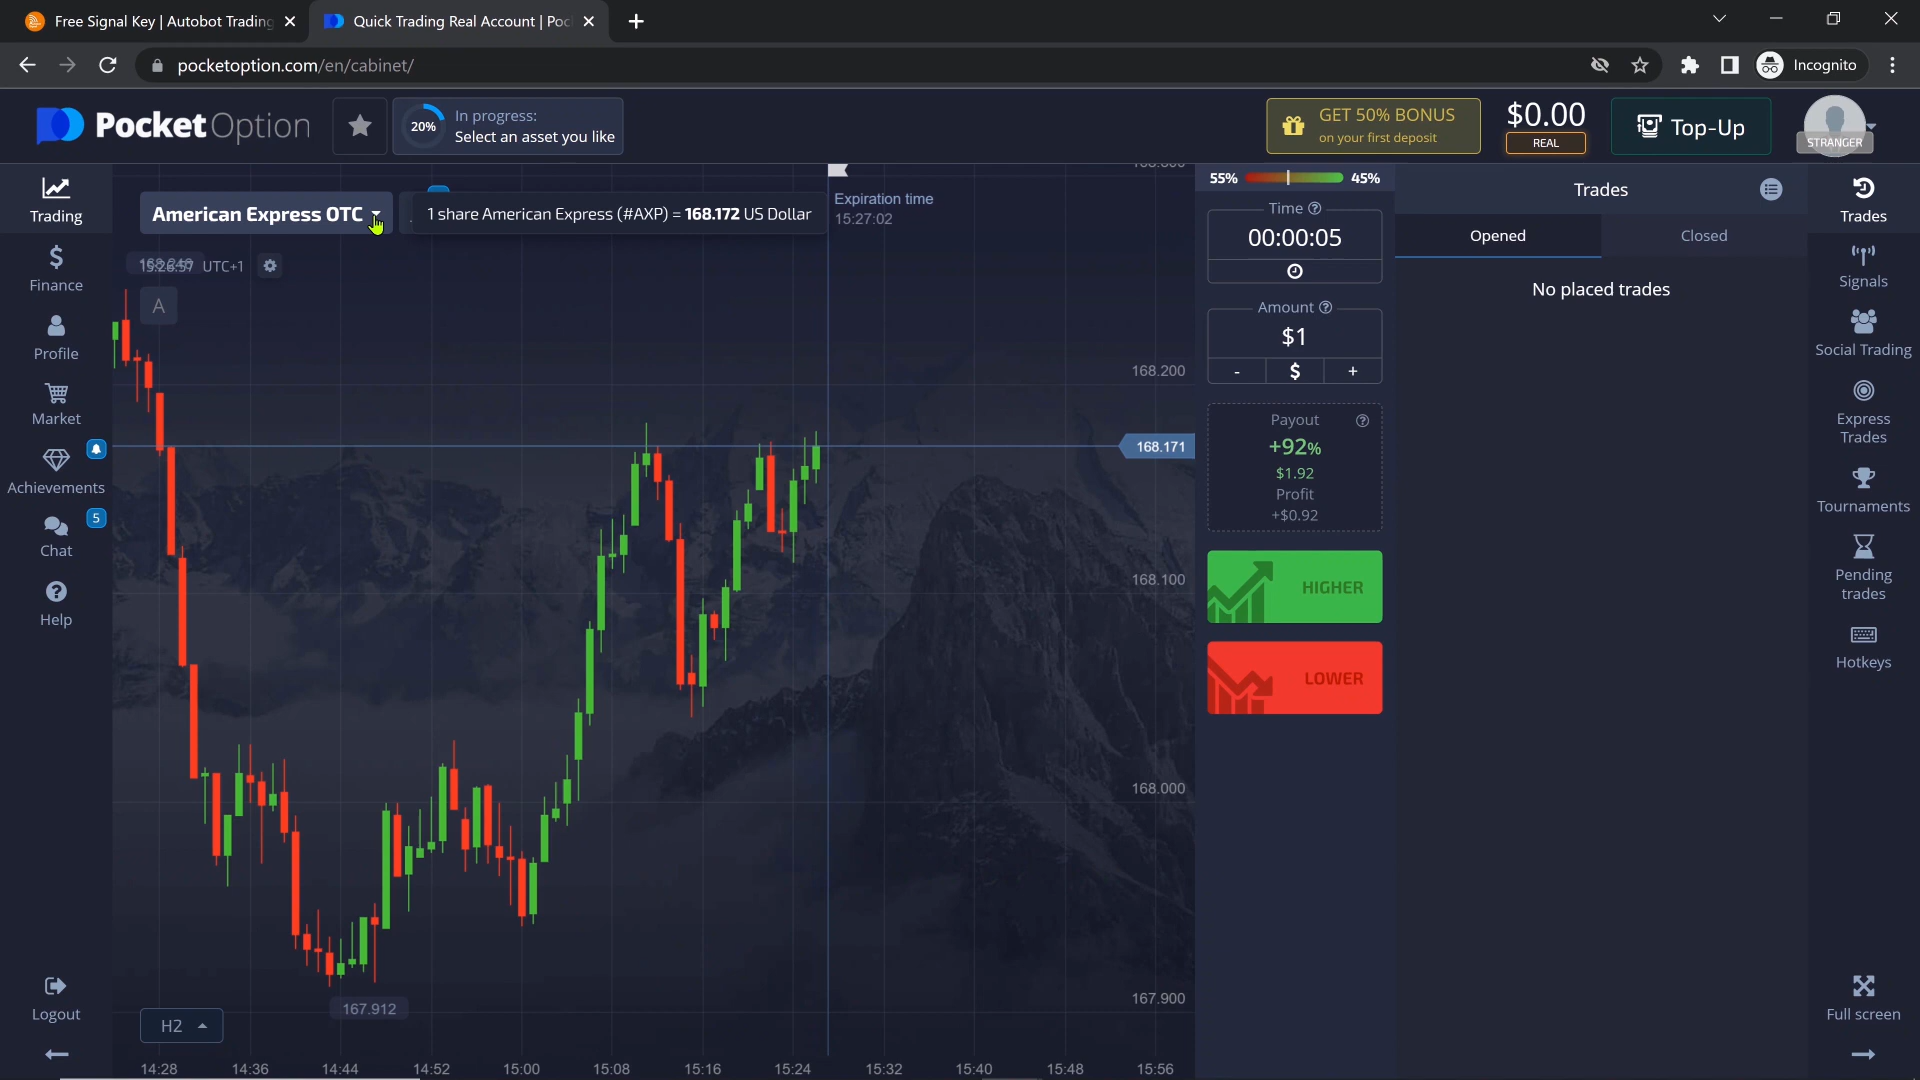 Free Signal Key | Autobot Trading
Quick Trading Real Account | Poc
pocketoption.com/en/cabinet/
Incognito
PocketOption
20%
In progress:
Select an asset you like
GET 50% BONUS
on your first deposit
$0.00
REAL
Top-Up
STRANGER
Trading
Finance
Profile
Market
Achievements
5
Chat
Help
Logout
American Express OTC
1 share American Express (#AXP) = 168.172 US Dollar
Expiration time
15:27:02
15:26:57 UTC+1
A
168.200
168.171
168.100
168.000
167.900
167.912
H2
14:28 14:36 14:44 14:52 15:00 15:08 15:16 15:24 15:32 15:40 15:48 15:56
55% 45%
Time
00:00:05
Amount
$1
- $ +
Payout
+92%
$1.92
Profit
+$0.92
HIGHER
LOWER
Trades
Opened
Closed
No placed trades
Trades
Signals
Social Trading
Express
Trades
Tournaments
Pending
trades
Hotkeys
Full screen